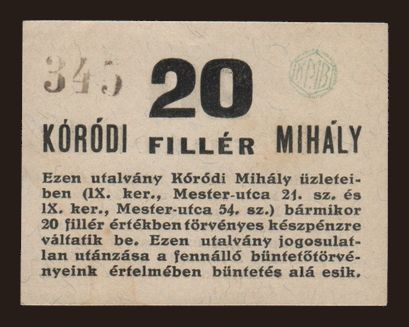 345
20
KÓRÓDI FILLÉR MIHÁLY
Ezen utalvány Kóródi Mihály üzletei-
ben (IX. ker., Mester-utca 21. sz. és
IX. ker., Mester-utca 54. sz.) bármikor
20 fillér értékben törvényes készpénzre
váltatik be. Ezen utalvány jogosulat-
lan utánzása a fennálló büntetőtörvé-
nyeink értelmében büntetés alá esik.